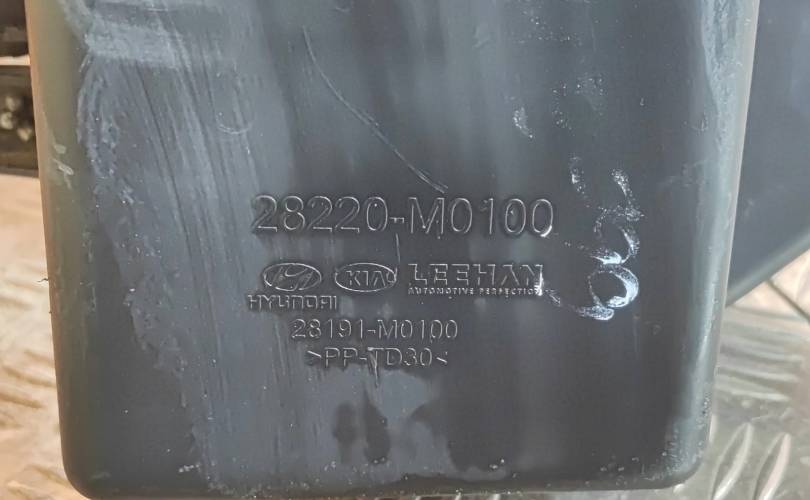 28220-M0100
HYUNDAI KIA LEEHAN
AUTOMOTIVE PERFECTION
28191-M0100
>PP-TD30<